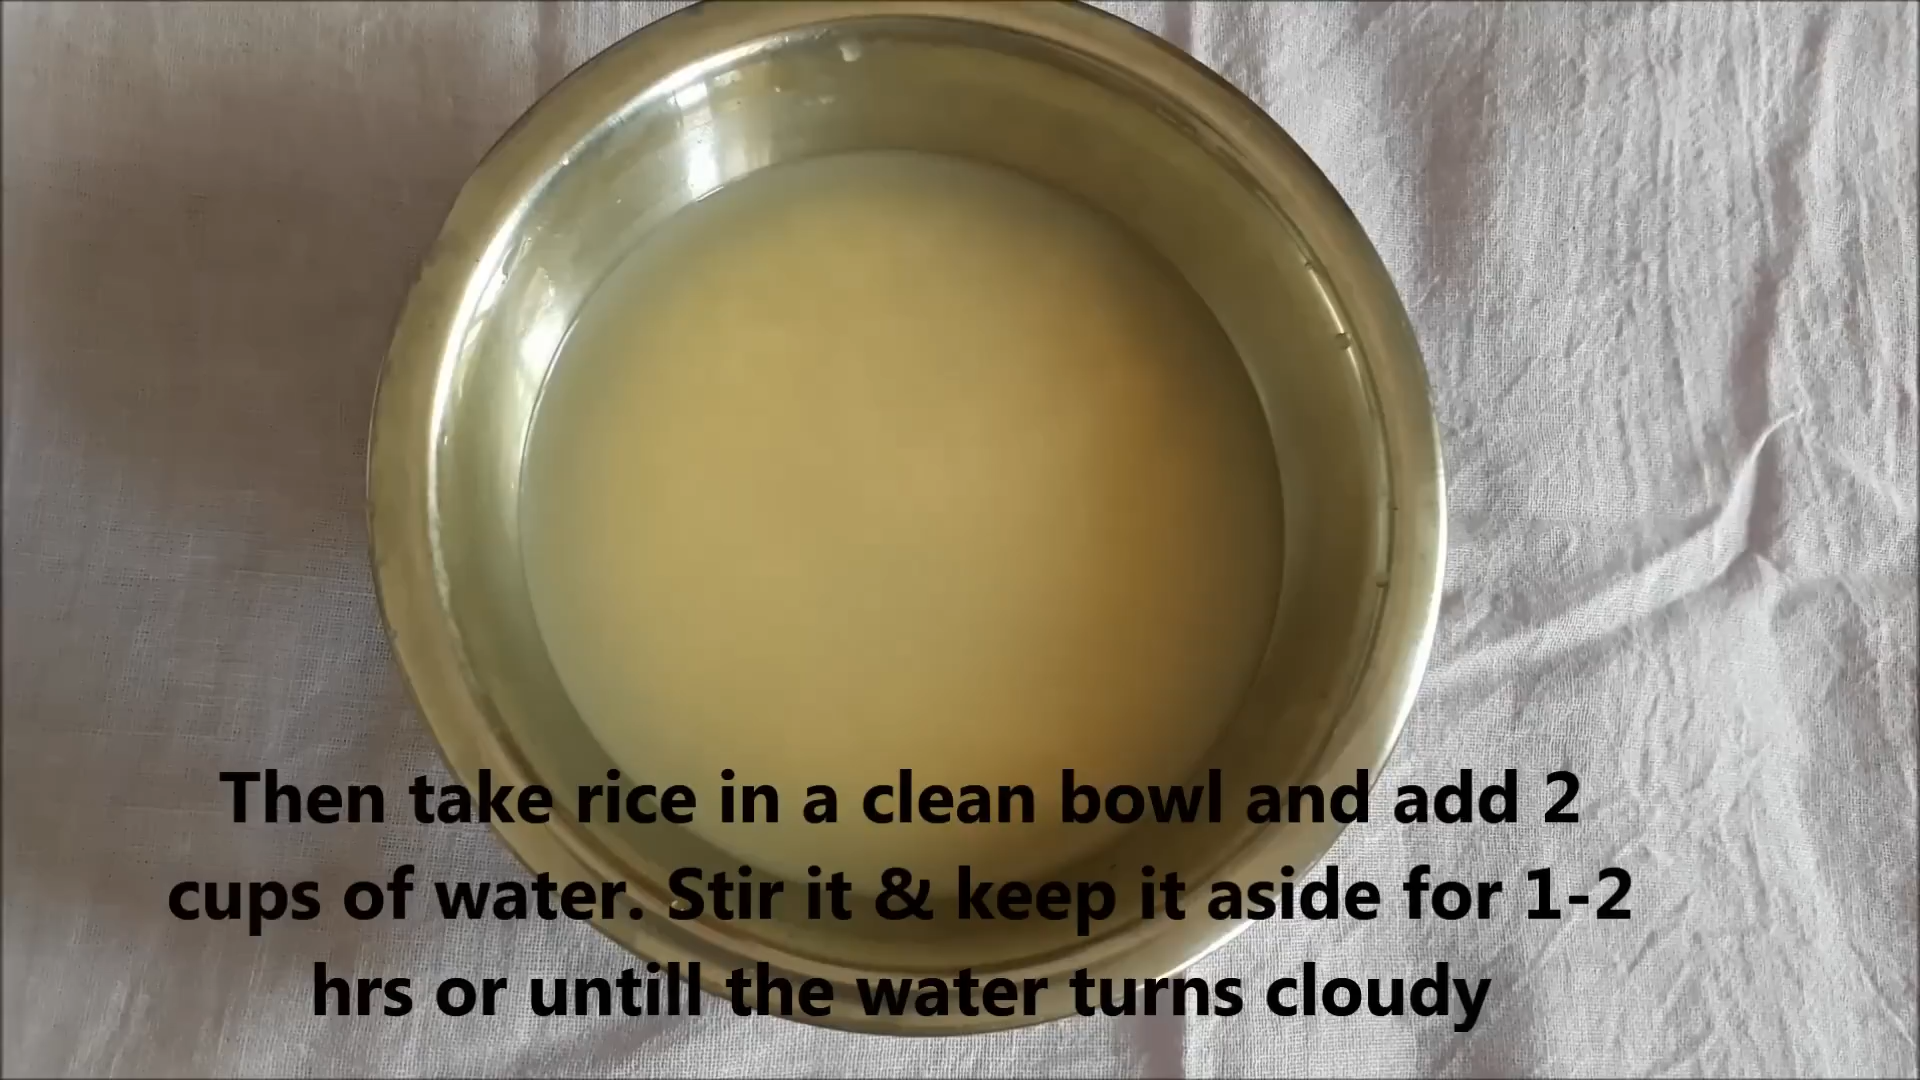 Then take rice in a clean bowl and add 2
cups of water. Stir it & keep it aside for 1-2
hrs or untill the water turns cloudy